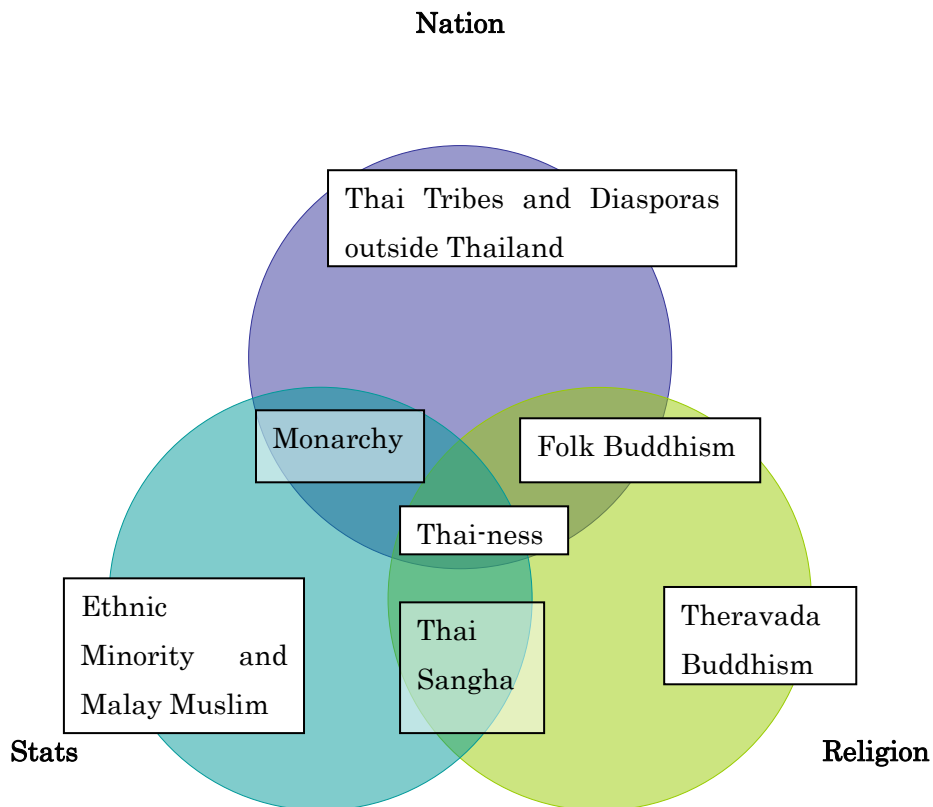 Nation
Thai Tribes and Diasporas
outside Thailand
Monarchy
Folk Buddhism
Thai-ness
Ethnic
Minority and
Malay Muslim
Thai
Sangha
Theravada
Buddhism
Stats
Religion